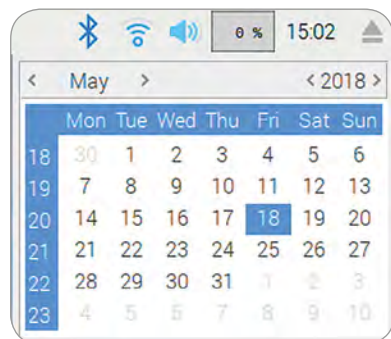 0 % 15:02
< May > < 2018 >
Mon Tue Wed Thu Fri Sat Sun
18 30 1 2 3 4 5 6
19 7 8 9 10 11 12 13
20 14 15 16 17 18 19 20
21 21 22 23 24 25 26 27
22 28 29 30 31 1 2 3
23 4 5 6 7 8 9 10